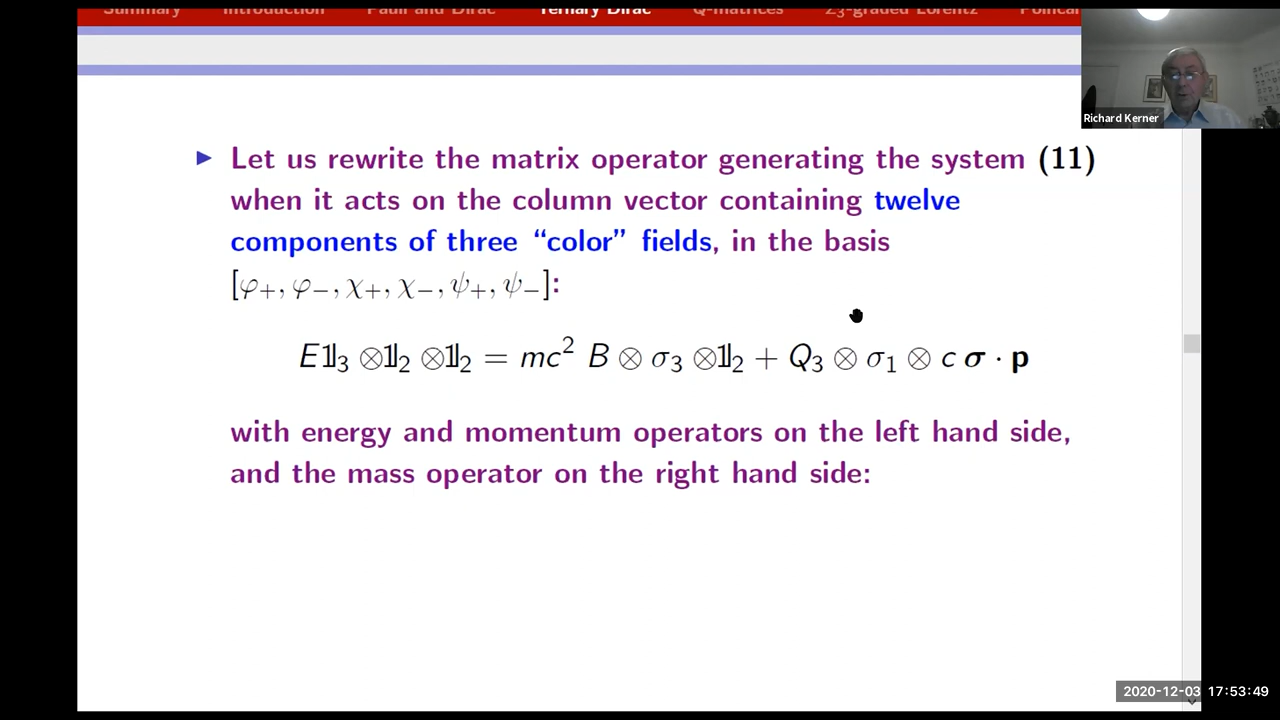 Summary Introduction Pauli and Dirac Ternary Dirac Q-matrices Z₃-graded Lorentz
Richard Kerner
▶ Let us rewrite the matrix operator generating the system (11)
when it acts on the column vector containing twelve
components of three “color” fields, in the basis
[φ₊, φ₋, χ₊, χ₋, ψ₊, ψ₋]:
E𝟙₃ ⊗𝟙₂ ⊗𝟙₂ = mc² B ⊗ σ₃ ⊗𝟙₂ + Q₃ ⊗ σ₁ ⊗ c σ · p
with energy and momentum operators on the left hand side,
and the mass operator on the right hand side:
2020-12-03 17:53:49